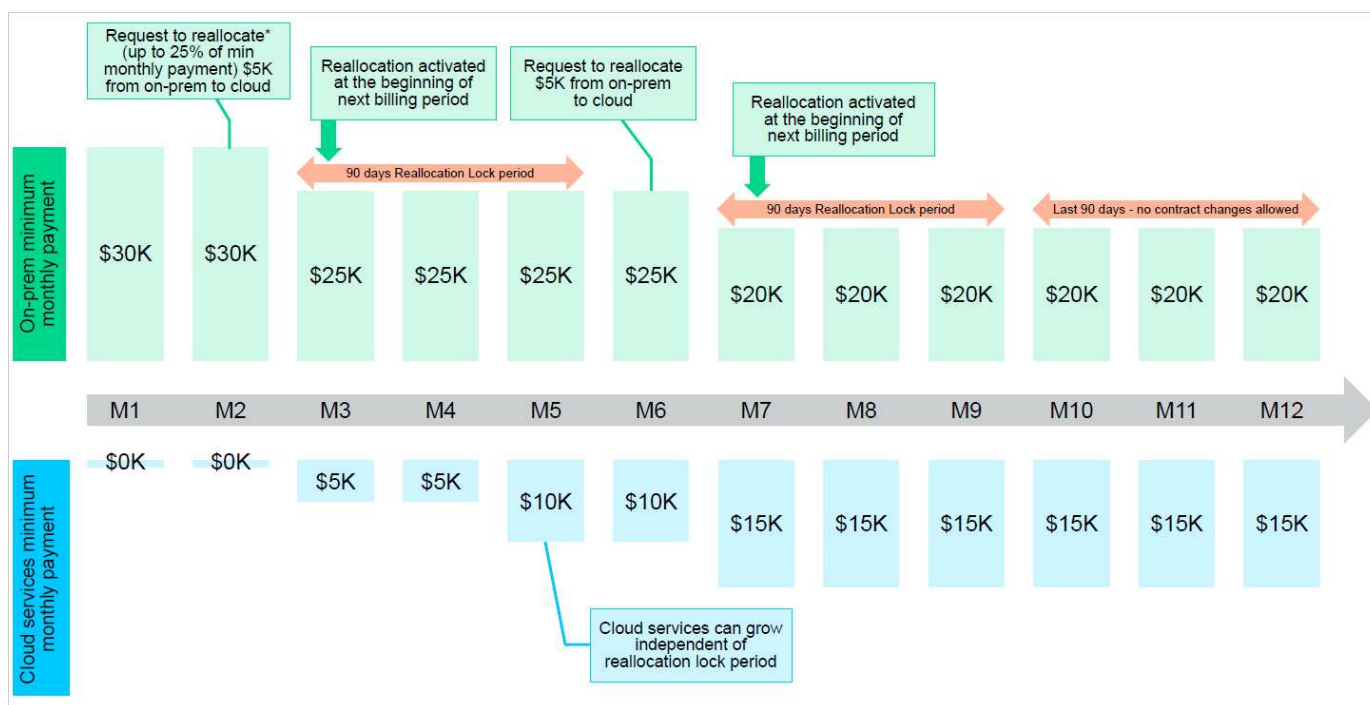 Request to reallocate*
(up to 25% of min
monthly payment) $5K
from on-prem to cloud
Reallocation activated
at the beginning of
next billing period
Request to reallocate
$5K from on-prem
to cloud
Reallocation activated
at the beginning of
next billing period
On-prem minimum
monthly payment
90 days Reallocation Lock period
90 days Reallocation Lock period
Last 90 days - no contract changes allowed
$30K
$30K
$25K
$25K
$25K
$25K
$20K
$20K
$20K
$20K
$20K
$20K
M1
M2
M3
M4
M5
M6
M7
M8
M9
M10
M11
M12
Cloud services minimum
monthly payment
$0K
$0K
$5K
$5K
$10K
$10K
$15K
$15K
$15K
$15K
$15K
$15K
Cloud services can grow
independent of
reallocation lock period